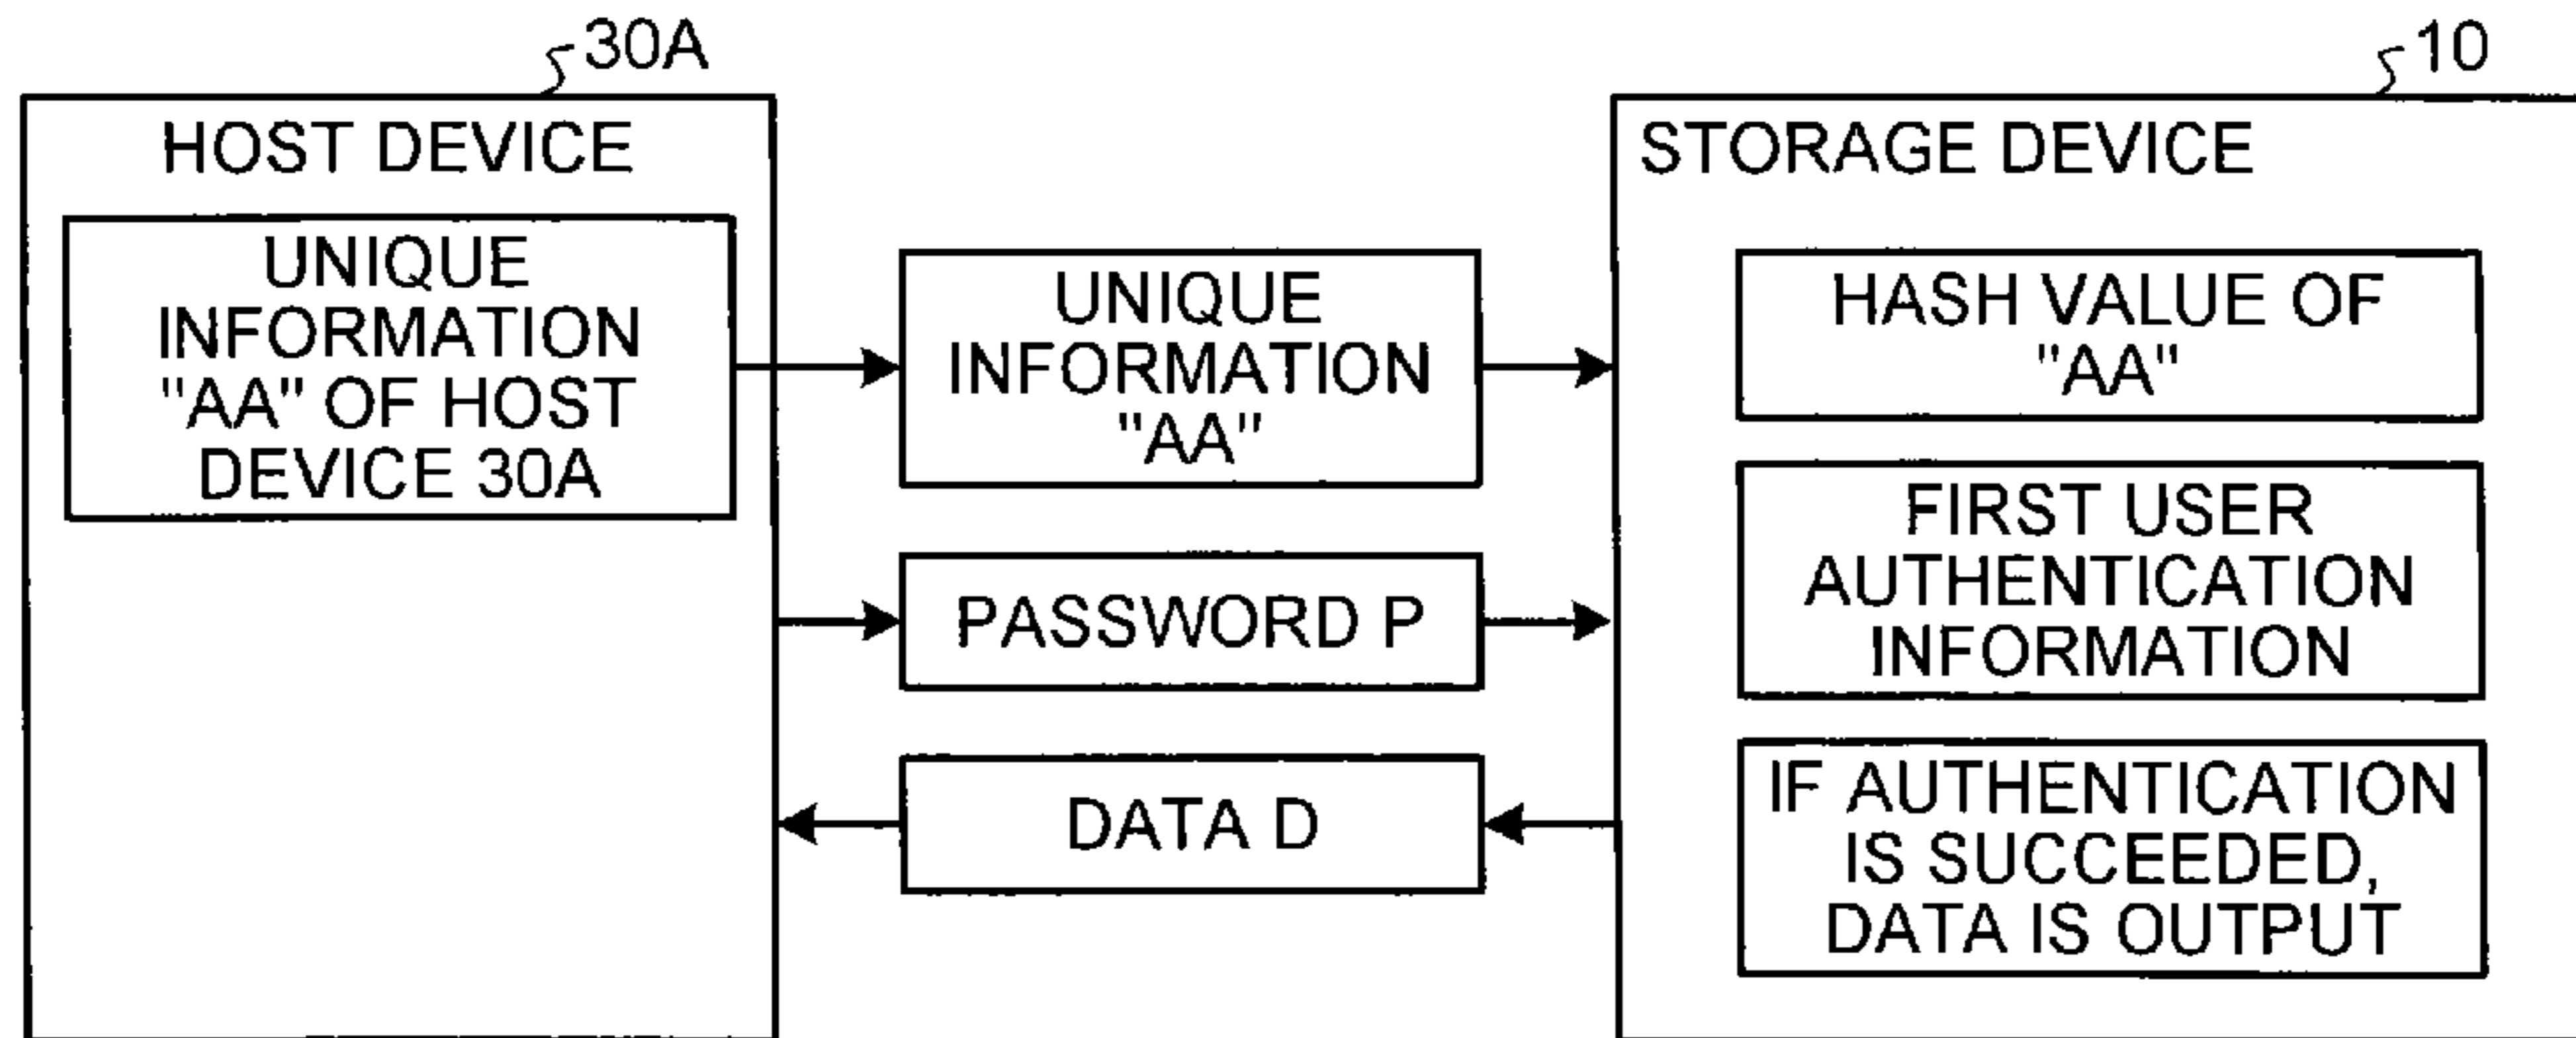 30A
10
HOST DEVICE
UNIQUE
INFORMATION
"AA" OF HOST
DEVICE 30A
UNIQUE
INFORMATION
"AA"
PASSWORD P
DATA D
STORAGE DEVICE
HASH VALUE OF
"AA"
FIRST USER
AUTHENTICATION
INFORMATION
IF AUTHENTICATION
IS SUCCEEDED,
DATA IS OUTPUT